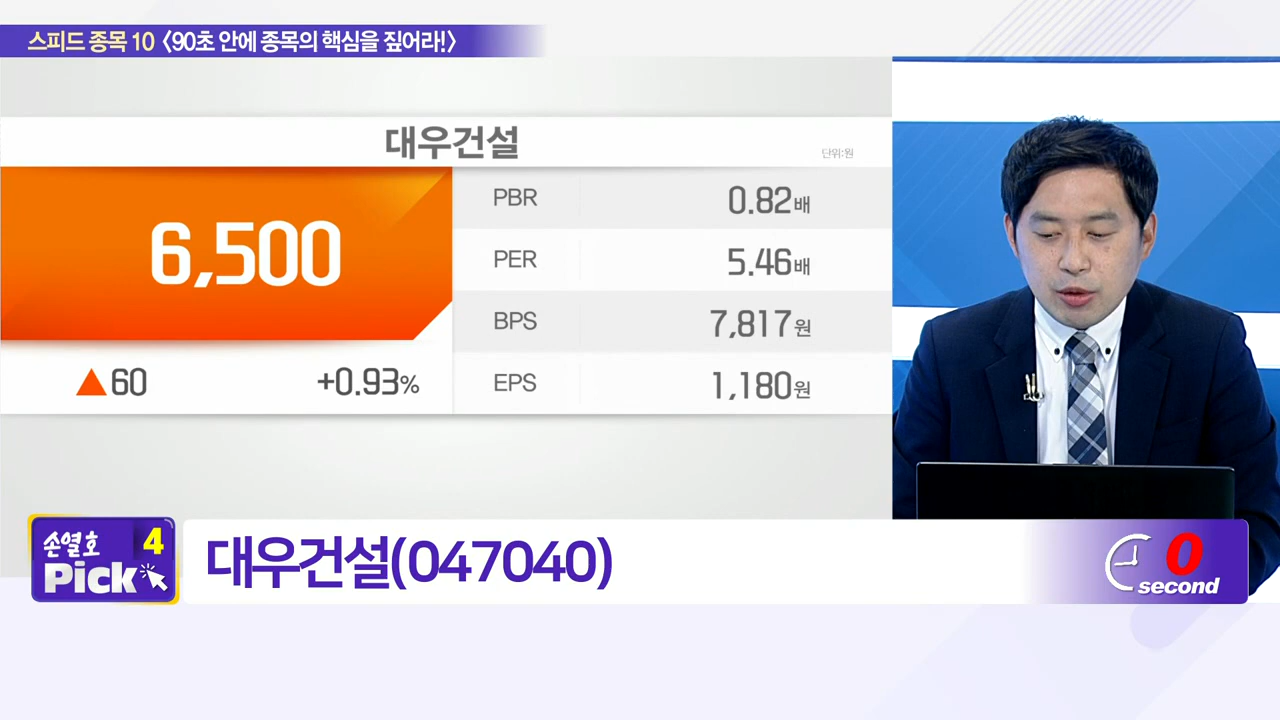 스피드 종목 10 〈90초 안에 종목의 핵심을 짚어라!〉
대우건설
단위:원
6,500
▲60 +0.93%
PBR 0.82배
PER 5.46배
BPS 7,817원
EPS 1,180원
손열호 Pick 4
대우건설(047040)
0 second